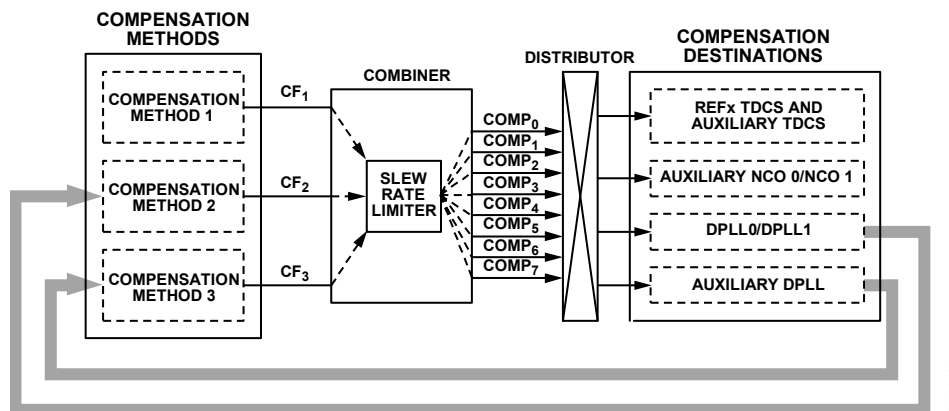 COMPENSATION
METHODS
COMPENSATION
METHOD 1
COMPENSATION
METHOD 2
COMPENSATION
METHOD 3
CF1
CF2
CF3
COMBINER
SLEW
RATE
LIMITER
COMP0
COMP1
COMP2
COMP3
COMP4
COMP5
COMP6
COMP7
DISTRIBUTOR
COMPENSATION
DESTINATIONS
REFx TDCS AND
AUXILIARY TDCS
AUXILIARY NCO 0/NCO 1
DPLL0/DPLL1
AUXILIARY DPLL